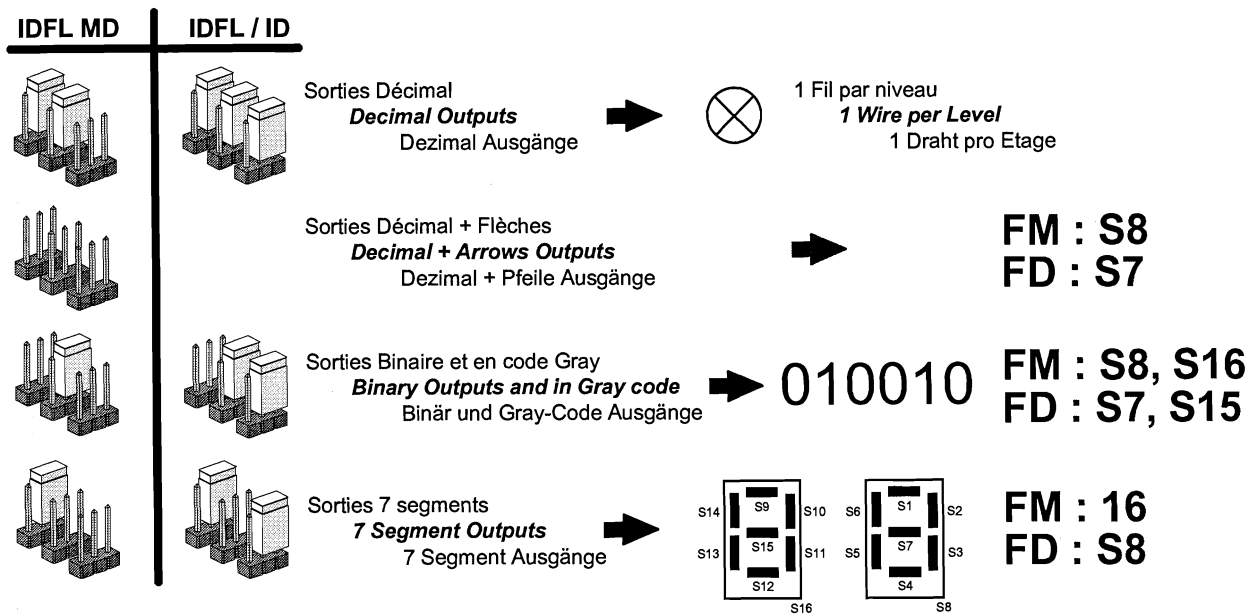 IDFL MD
IDFL / ID
Sorties Décimal
Decimal Outputs
Dezimal Ausgänge
1 Fil par niveau
1 Wire per Level
1 Draht pro Etage
Sorties Décimal + Flèches
Decimal + Arrows Outputs
Dezimal + Pfeile Ausgänge
FM : S8
FD : S7
Sorties Binaire et en code Gray
Binary Outputs and in Gray code
Binär und Gray-Code Ausgänge
010010
FM : S8, S16
FD : S7, S15
Sorties 7 segments
7 Segment Outputs
7 Segment Ausgänge
S9
S14
S10
S15
S13
S11
S12
S16
S1
S6
S2
S7
S5
S3
S4
S8
FM : 16
FD : S8